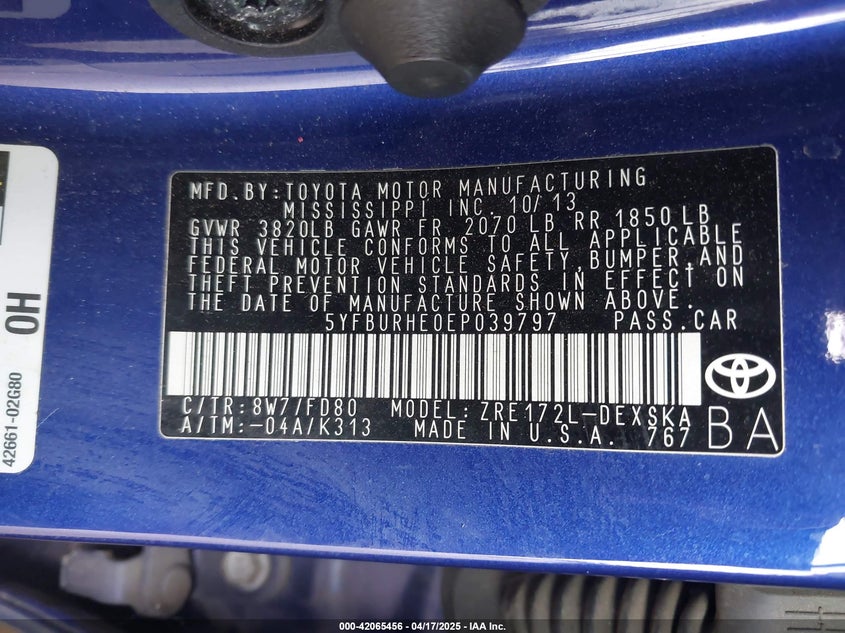 MFD.BY:TOYOTA MOTOR MANUFACTURING
MISSISSIPPI INC. 10/13
GVWR 3820LB GAWR FR 2070 LB RR 1850 LB
THIS VEHICLE CONFORMS TO ALL APPLICABLE
FEDERAL MOTOR VEHICLE SAFETY,BUMPER,AND
THEFT PREVENTION STANDARDS IN EFFECT ON
THE DATE OF MANUFACTURE SHOWN ABOVE.
5YFBURHE0EP039797 PASS.CAR
C/TR:8W7/FD80 MODEL: ZRE172L-DEXSKA
A/TM:-04A/K313 MADE IN U.S.A. 767
BA
42661-02G80
OH
000-42065456 - 04/17/2025 - IAA Inc.